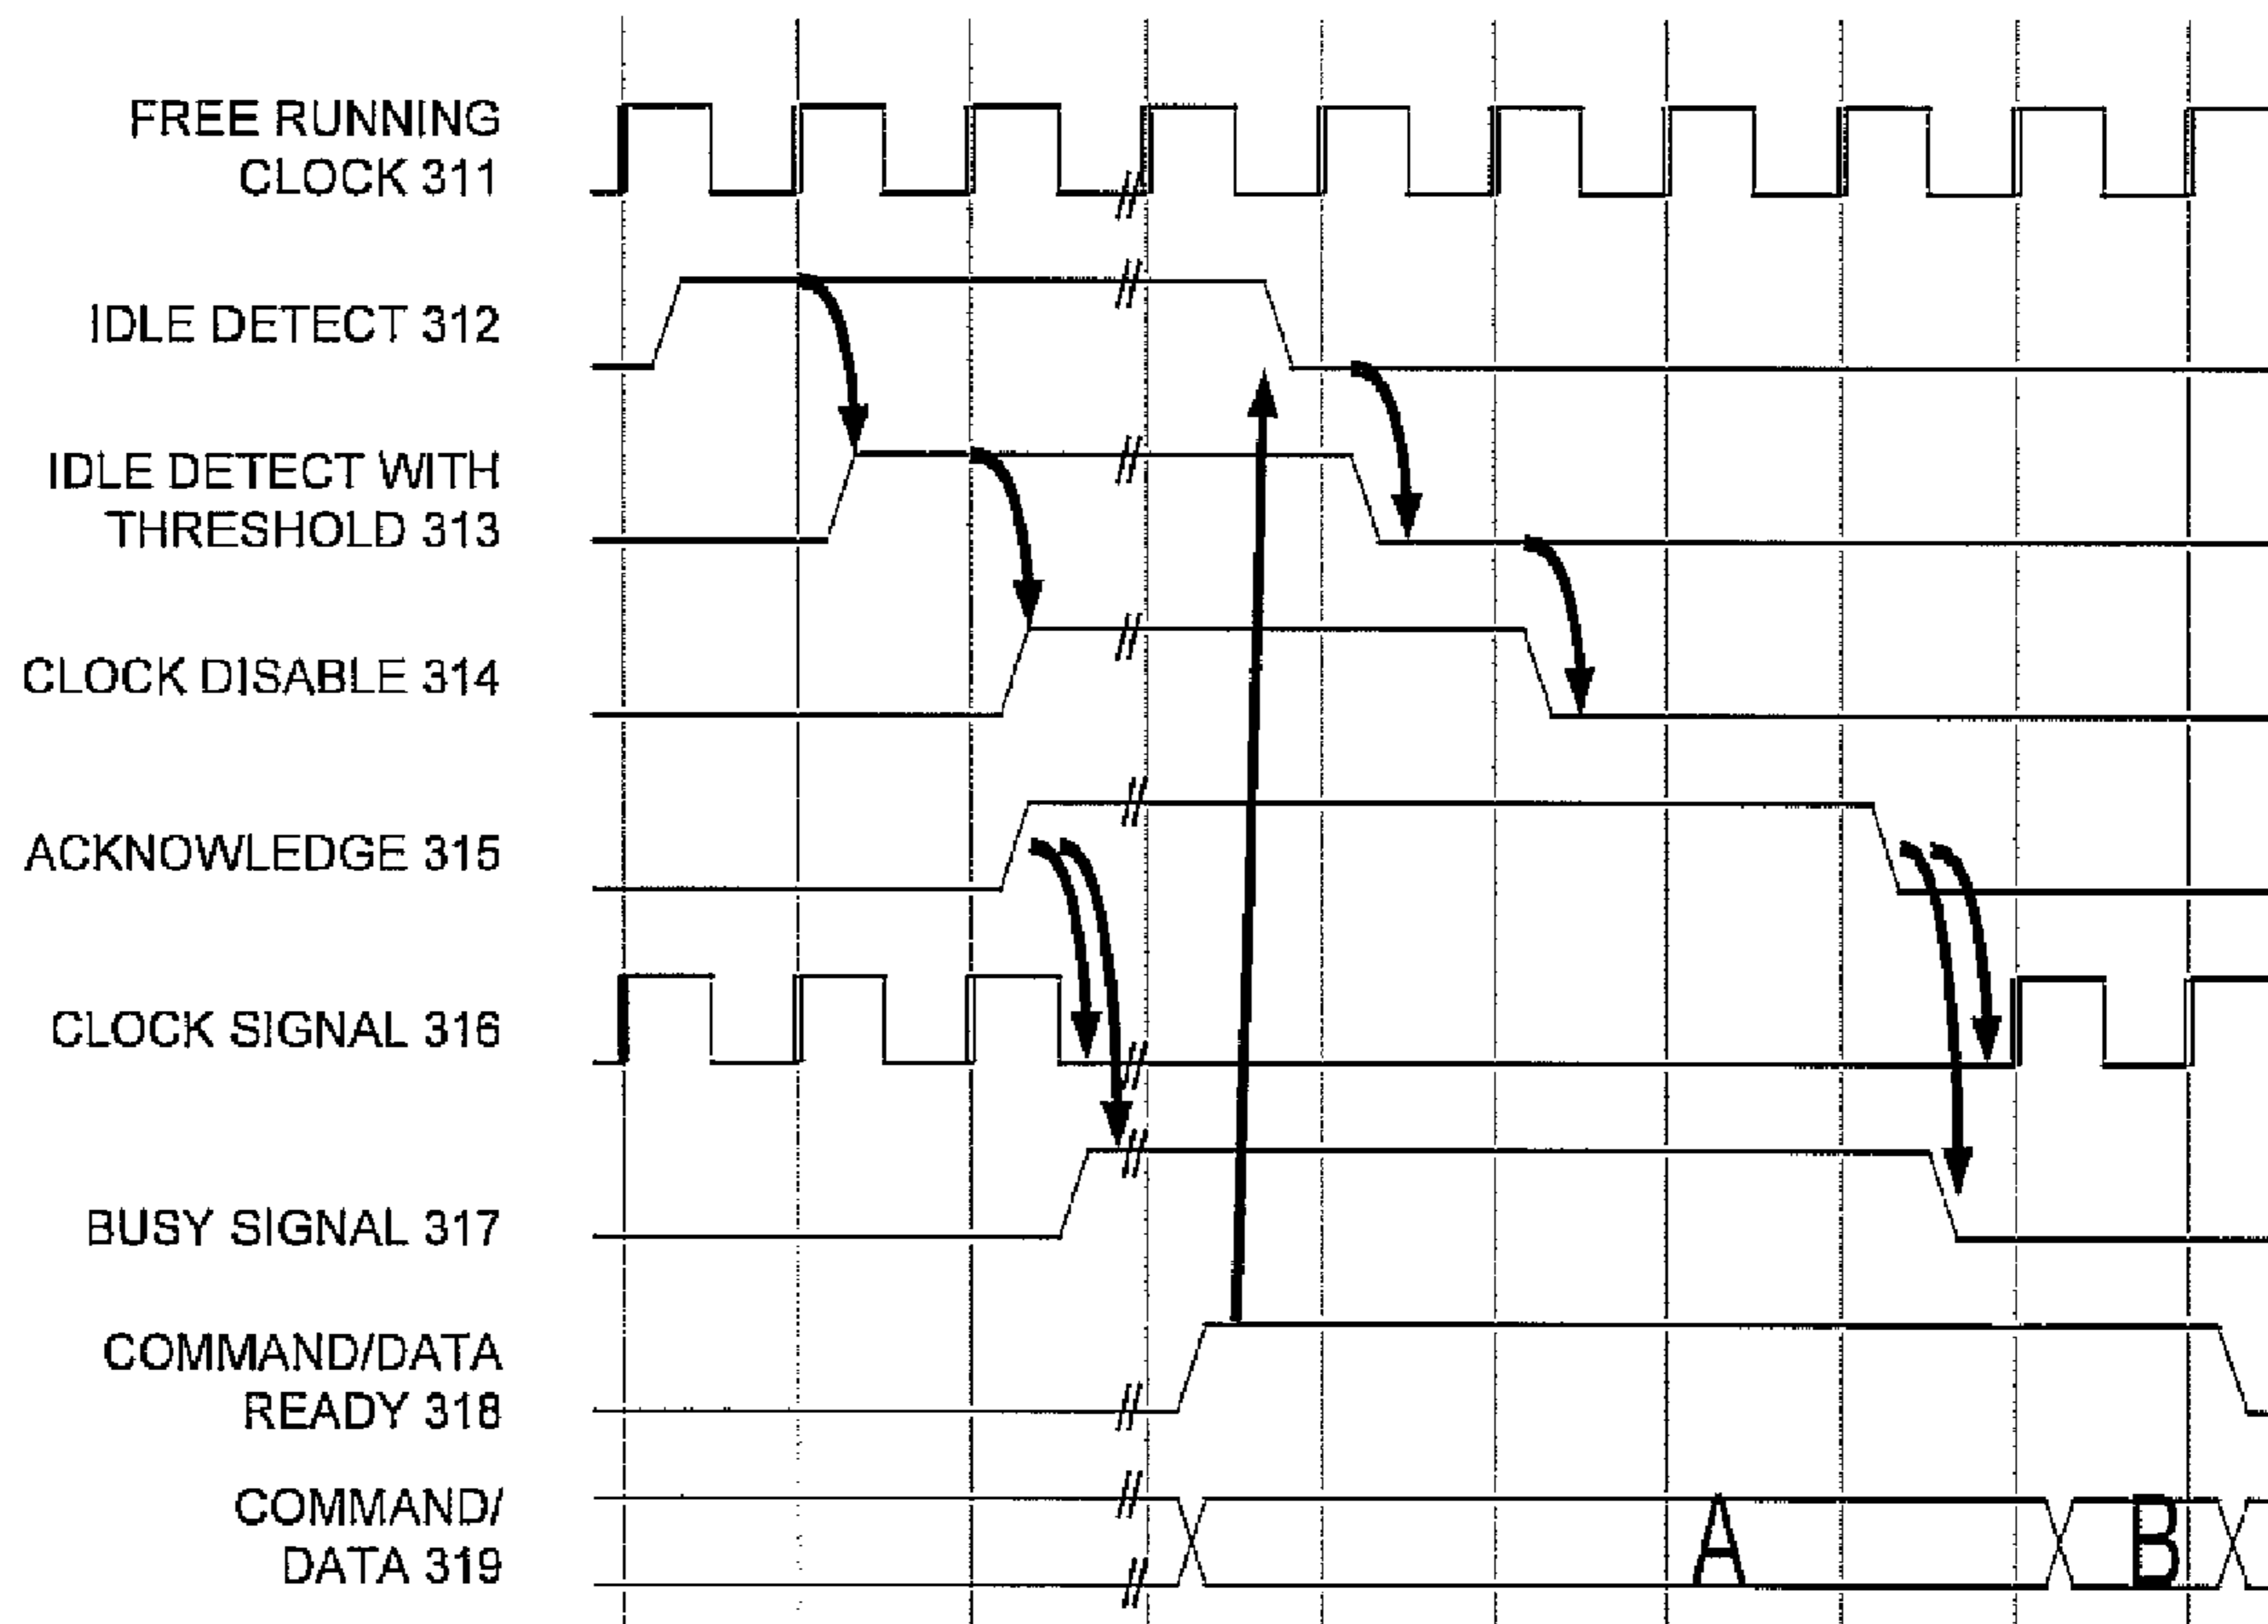 FREE RUNNING
CLOCK 311
IDLE DETECT 312
IDLE DETECT WITH
THRESHOLD 313
CLOCK DISABLE 314
ACKNOWLEDGE 315
CLOCK SIGNAL 316
BUSY SIGNAL 317
COMMAND/DATA
READY 318
COMMAND/
DATA 319
A
B